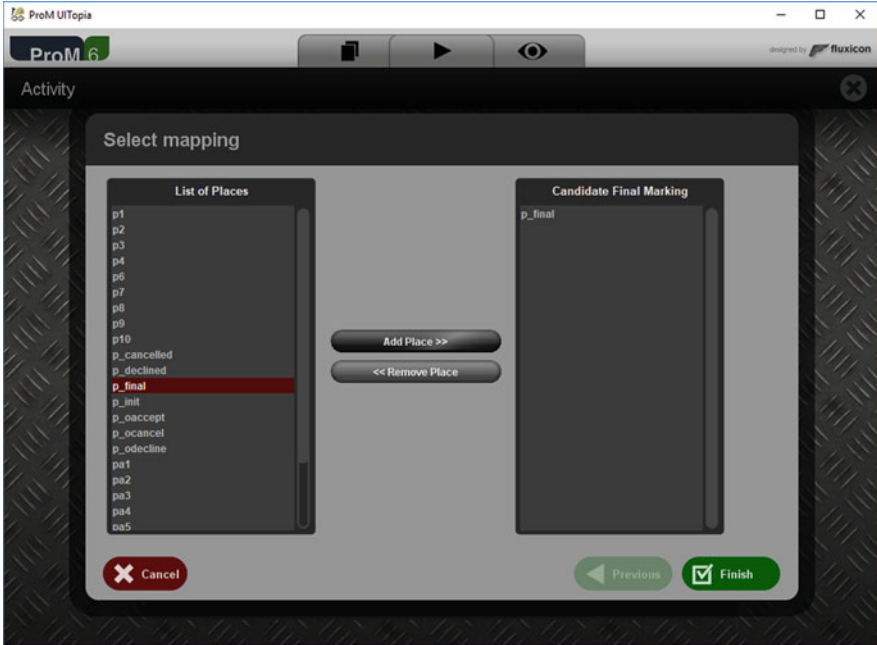 ProM UITopia
ProM 6
designed by fluxicon
Activity
Select mapping
List of Places
p1
p2
p3
p4
p6
p7
p8
p9
p10
p_cancelled
p_declined
p_final
p_init
p_oaccept
p_ocancel
p_odecline
pa1
pa2
pa3
pa4
pa5
Add Place >>
<< Remove Place
Candidate Final Marking
p_final
Cancel
Previous
Finish